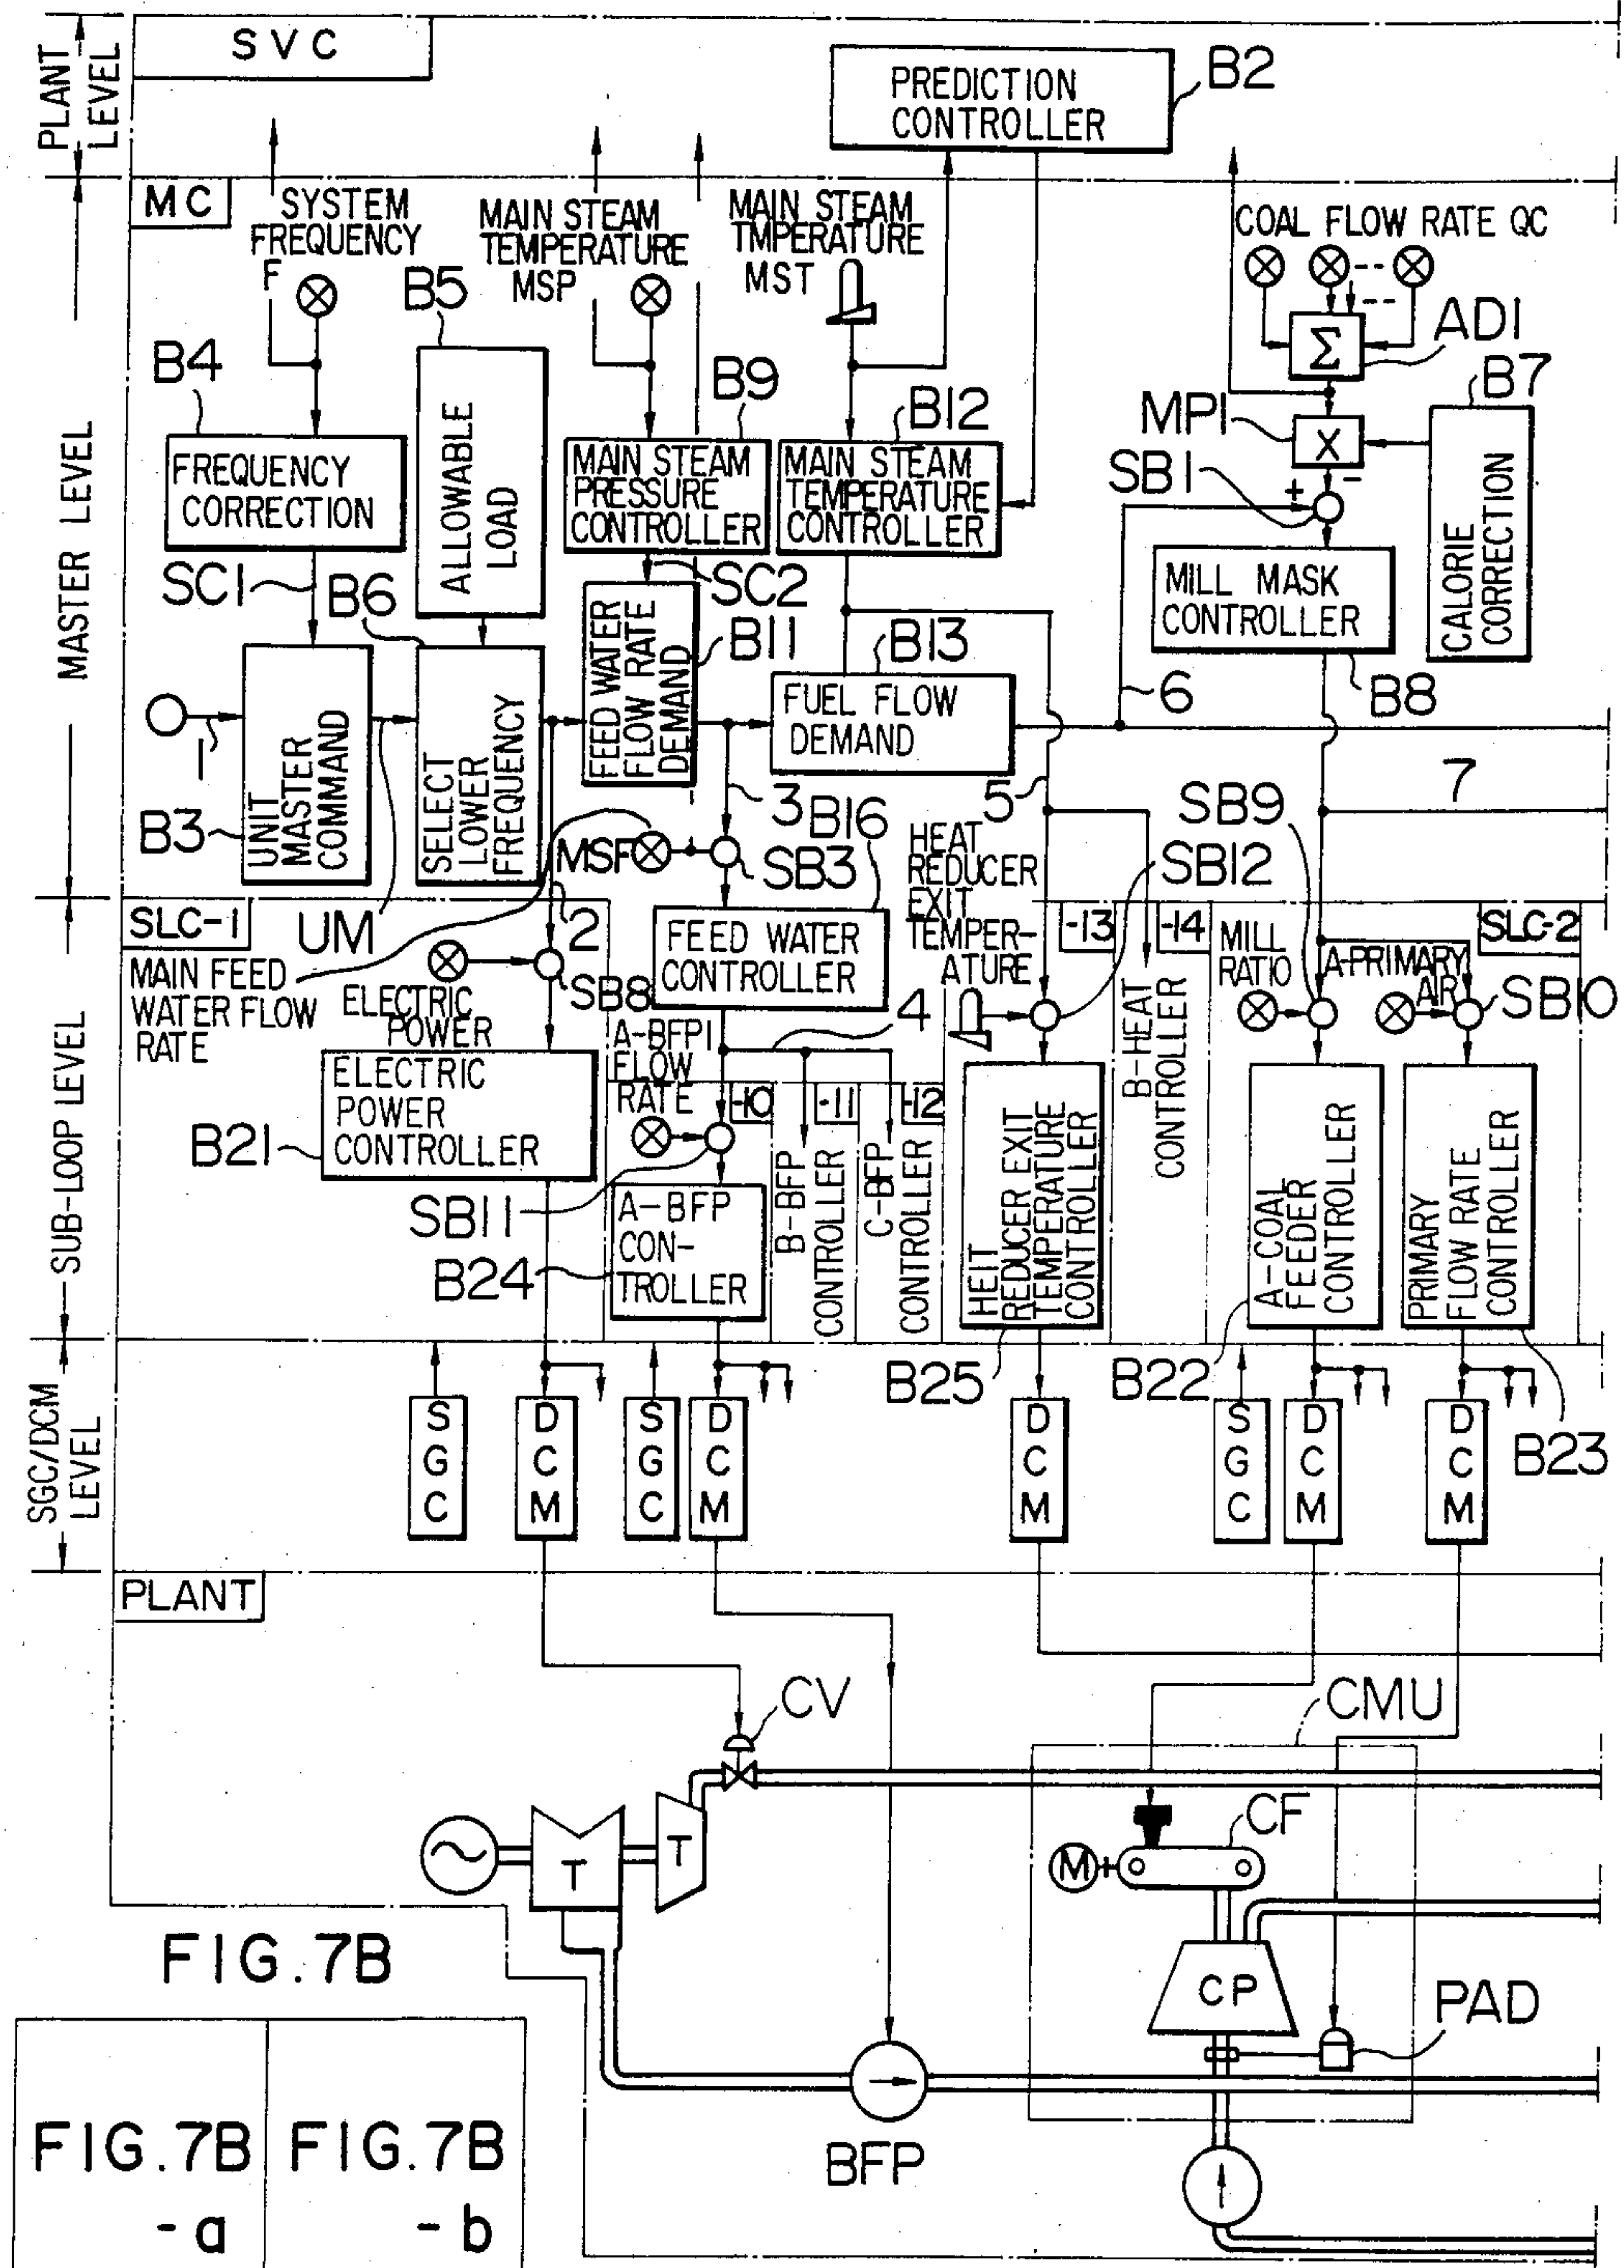 PLANT
LEVEL
SVC
PREDICTION
CONTROLLER
B2
MC
SYSTEM
FREQUENCY
F
MAIN STEAM
TEMPERATURE
MSP
MAIN STEAM
TMPERATURE
MST
COAL FLOW RATE QC
--
--
Σ
AD1
B4
B5
B9
B12
B7
MP1
X
SB1
+
-
MASTER LEVEL
FREQUENCY
CORRECTION
ALLOWABLE
LOAD
MAIN STEAM
PRESSURE
CONTROLLER
MAIN STEAM
TEMPERATURE
CONTROLLER
CALORIE
CORRECTION
MILL MASK
CONTROLLER
SC1
B6
SC2
B11
B13
B8
FEED WATER
FLOW RATE
DEMAND
FUEL FLOW
DEMAND
6
1
B3
UNIT
MASTER
COMMAND
SELECT
LOWER
FREQUENCY
3
5
7
B16
SB9
MSF
SB3
HEAT
REDUCER
EXIT
TEMPER-
ATURE
SB12
SLC-1
UM
2
-13
-14
SLC-2
MAIN FEED
WATER FLOW
RATE
ELECTRIC
POWER
SB8
FEED WATER
CONTROLLER
MILL
RATIO
A-PRIMARY
AIR
SB10
4
SUB-LOOP LEVEL
A-BFP1
FLOW
RATE
-10
-11
-12
B21
ELECTRIC
POWER
CONTROLLER
SB11
B24
A-BFP
CON-
TROLLER
B-BFP
CONTROLLER
C-BFP
CONTROLLER
HEIT
REDUCER EXIT
TEMPERATURE
CONTROLLER
B-HEAT
CONTROLLER
A-COAL
FEEDER
CONTROLLER
PRIMARY
FLOW RATE
CONTROLLER
B25
B22
B23
SGC/DCM
LEVEL
SGC
DCM
SGC
DCM
DCM
SGC
DCM
DCM
PLANT
CV
CMU
T
T
M
CF
CP
PAD
BFP
FIG.7B
FIG.7B
-a
FIG.7B
-b